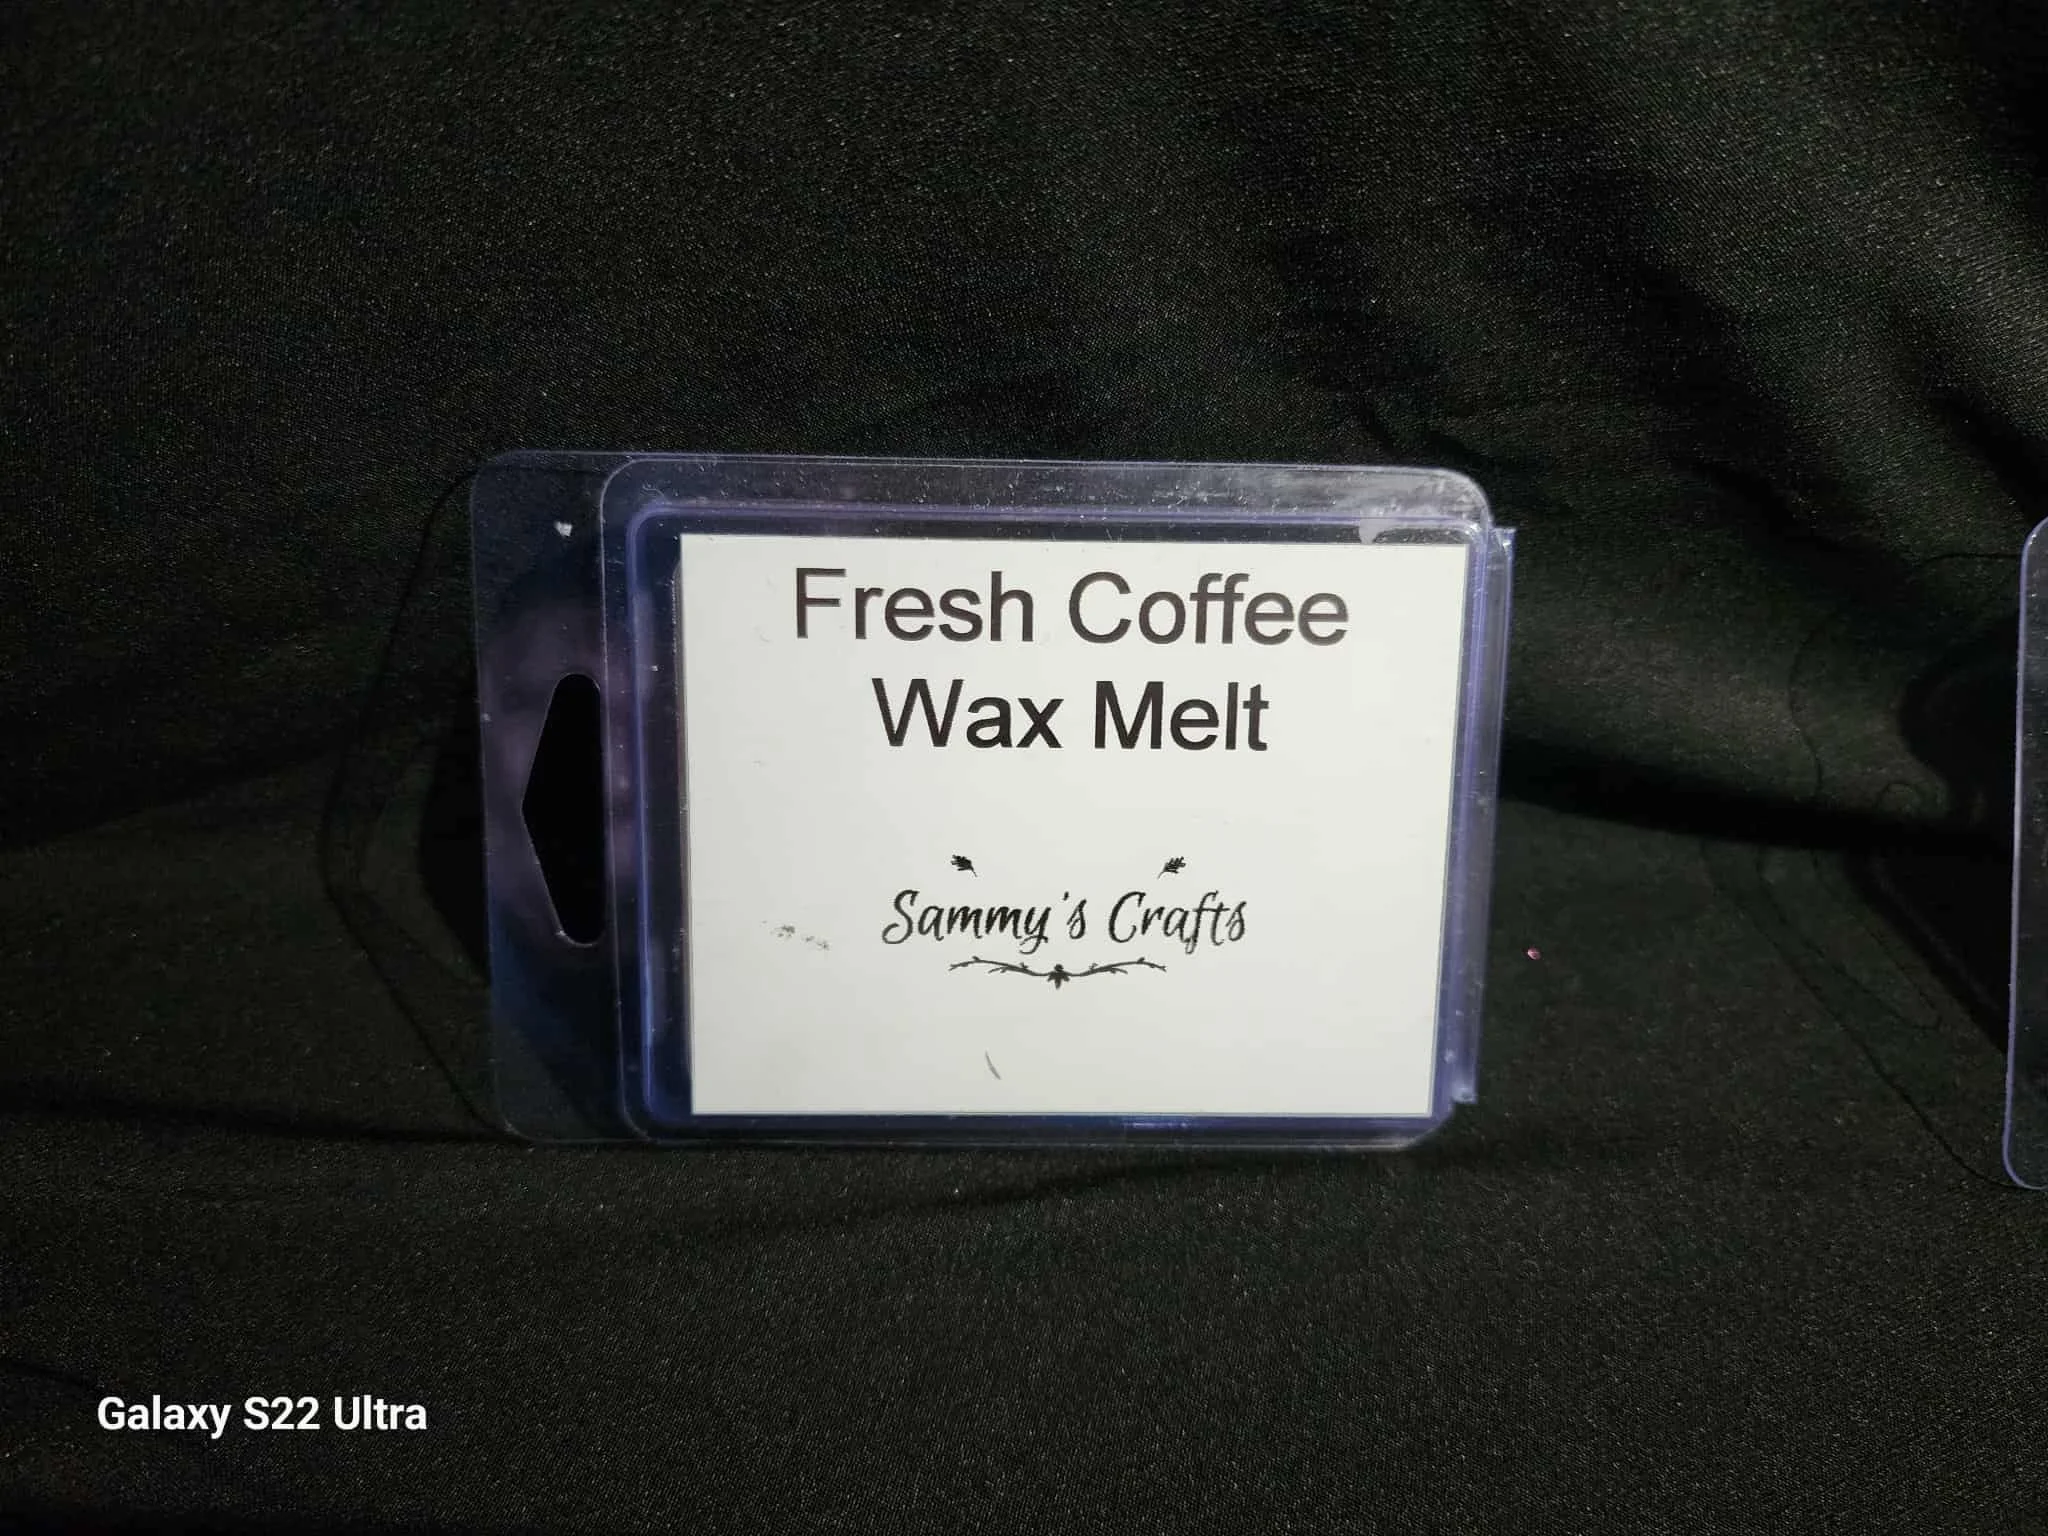 Fresh Coffee
Wax Melt
Sammy's Crafts
Galaxy S22 Ultra